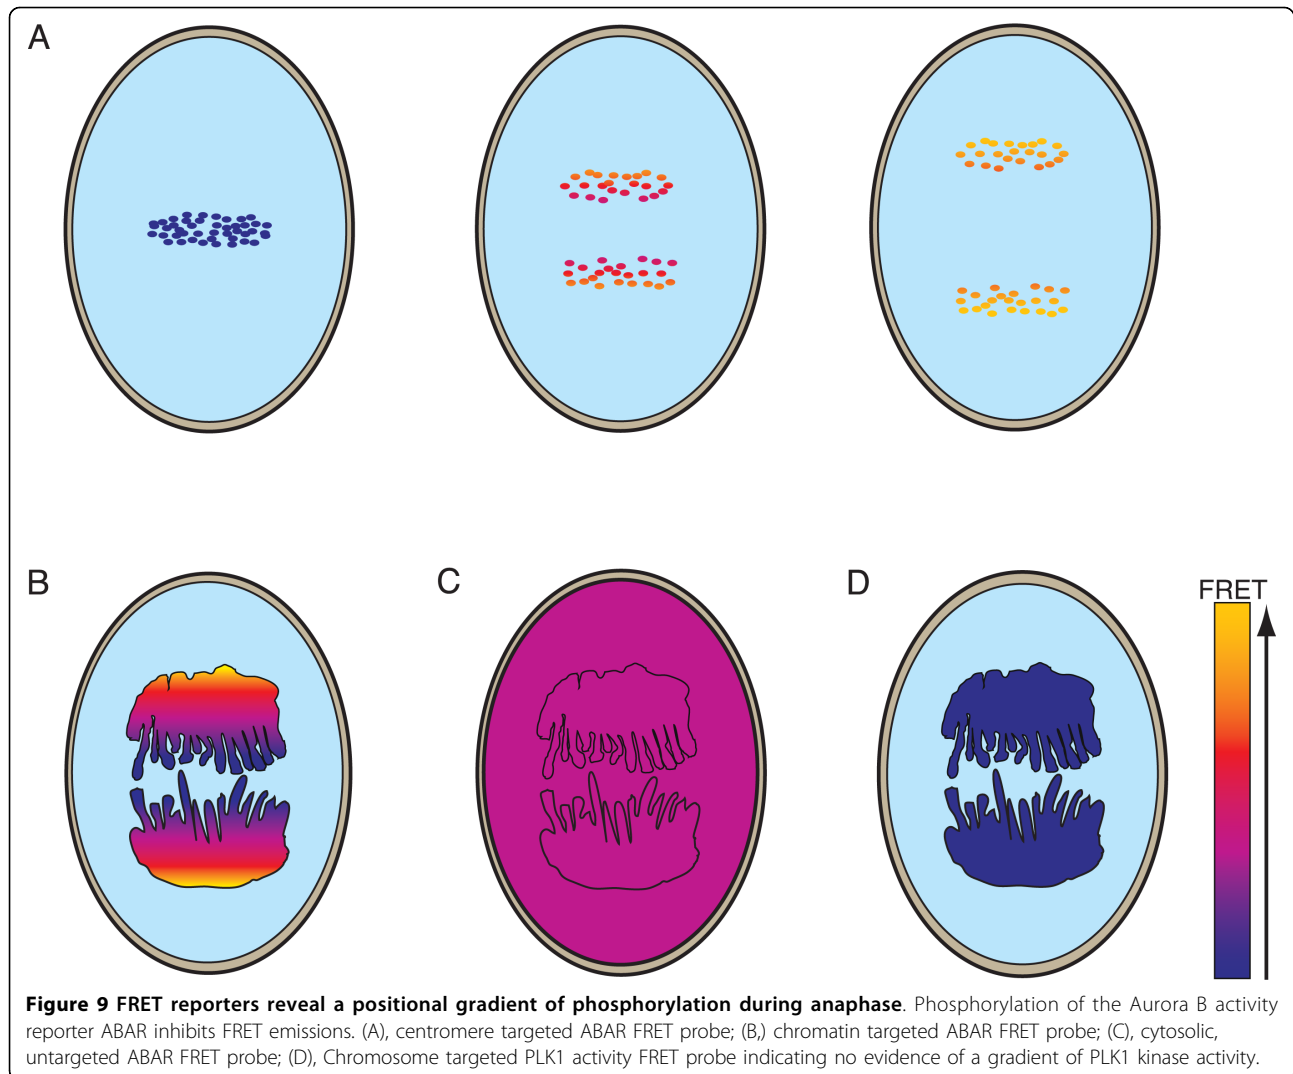 A
B
C
D
FRET
Figure 9 FRET reporters reveal a positional gradient of phosphorylation during anaphase. Phosphorylation of the Aurora B activity
reporter ABAR inhibits FRET emissions. (A), centromere targeted ABAR FRET probe; (B,) chromatin targeted ABAR FRET probe; (C), cytosolic,
untargeted ABAR FRET probe; (D), Chromosome targeted PLK1 activity FRET probe indicating no evidence of a gradient of PLK1 kinase activity.